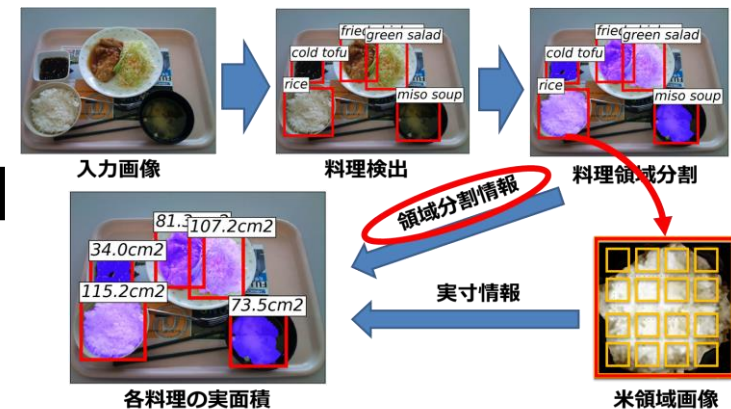 cold tofu
green salad
rice
miso soup
入力画像
料理検出
cold tofu
green salad
rice
miso soup
料理領域分割
領域分割情報
実寸情報
107.2cm2
34.0cm2
115.2cm2
73.5cm2
各料理の実面積
米領域画像